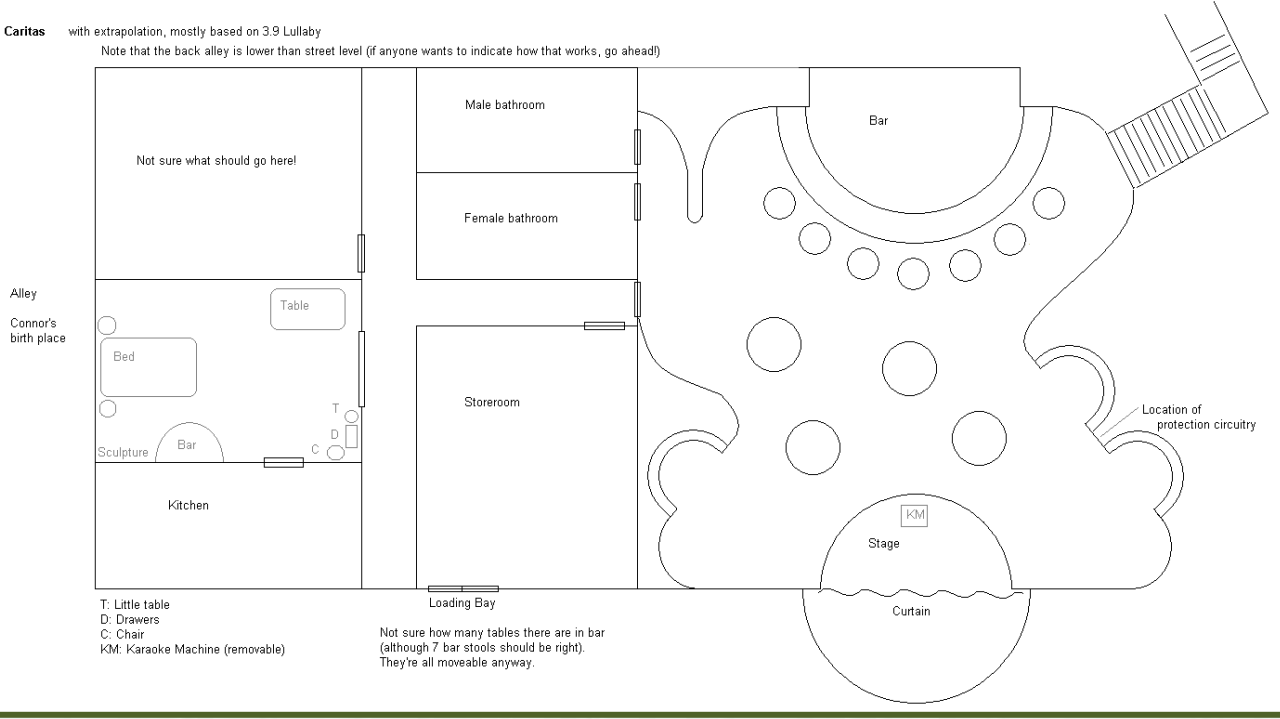 Caritas with extrapolation, mostly based on 3.9 Lullaby
Note that the back alley is lower than street level (if anyone wants to indicate how that works, go ahead!)
Male bathroom
Bar
Not sure what should go here!
Female bathroom
Alley
Connor's
birth place
Table
Bed
Storeroom
T
D
C
Bar
Sculpture
Location of
protection circuitry
Kitchen
KM
Stage
Loading Bay
Curtain
T: Little table
D: Drawers
C: Chair
KM: Karaoke Machine (removable)
Not sure how many tables there are in bar
(although 7 bar stools should be right).
They're all moveable anyway.